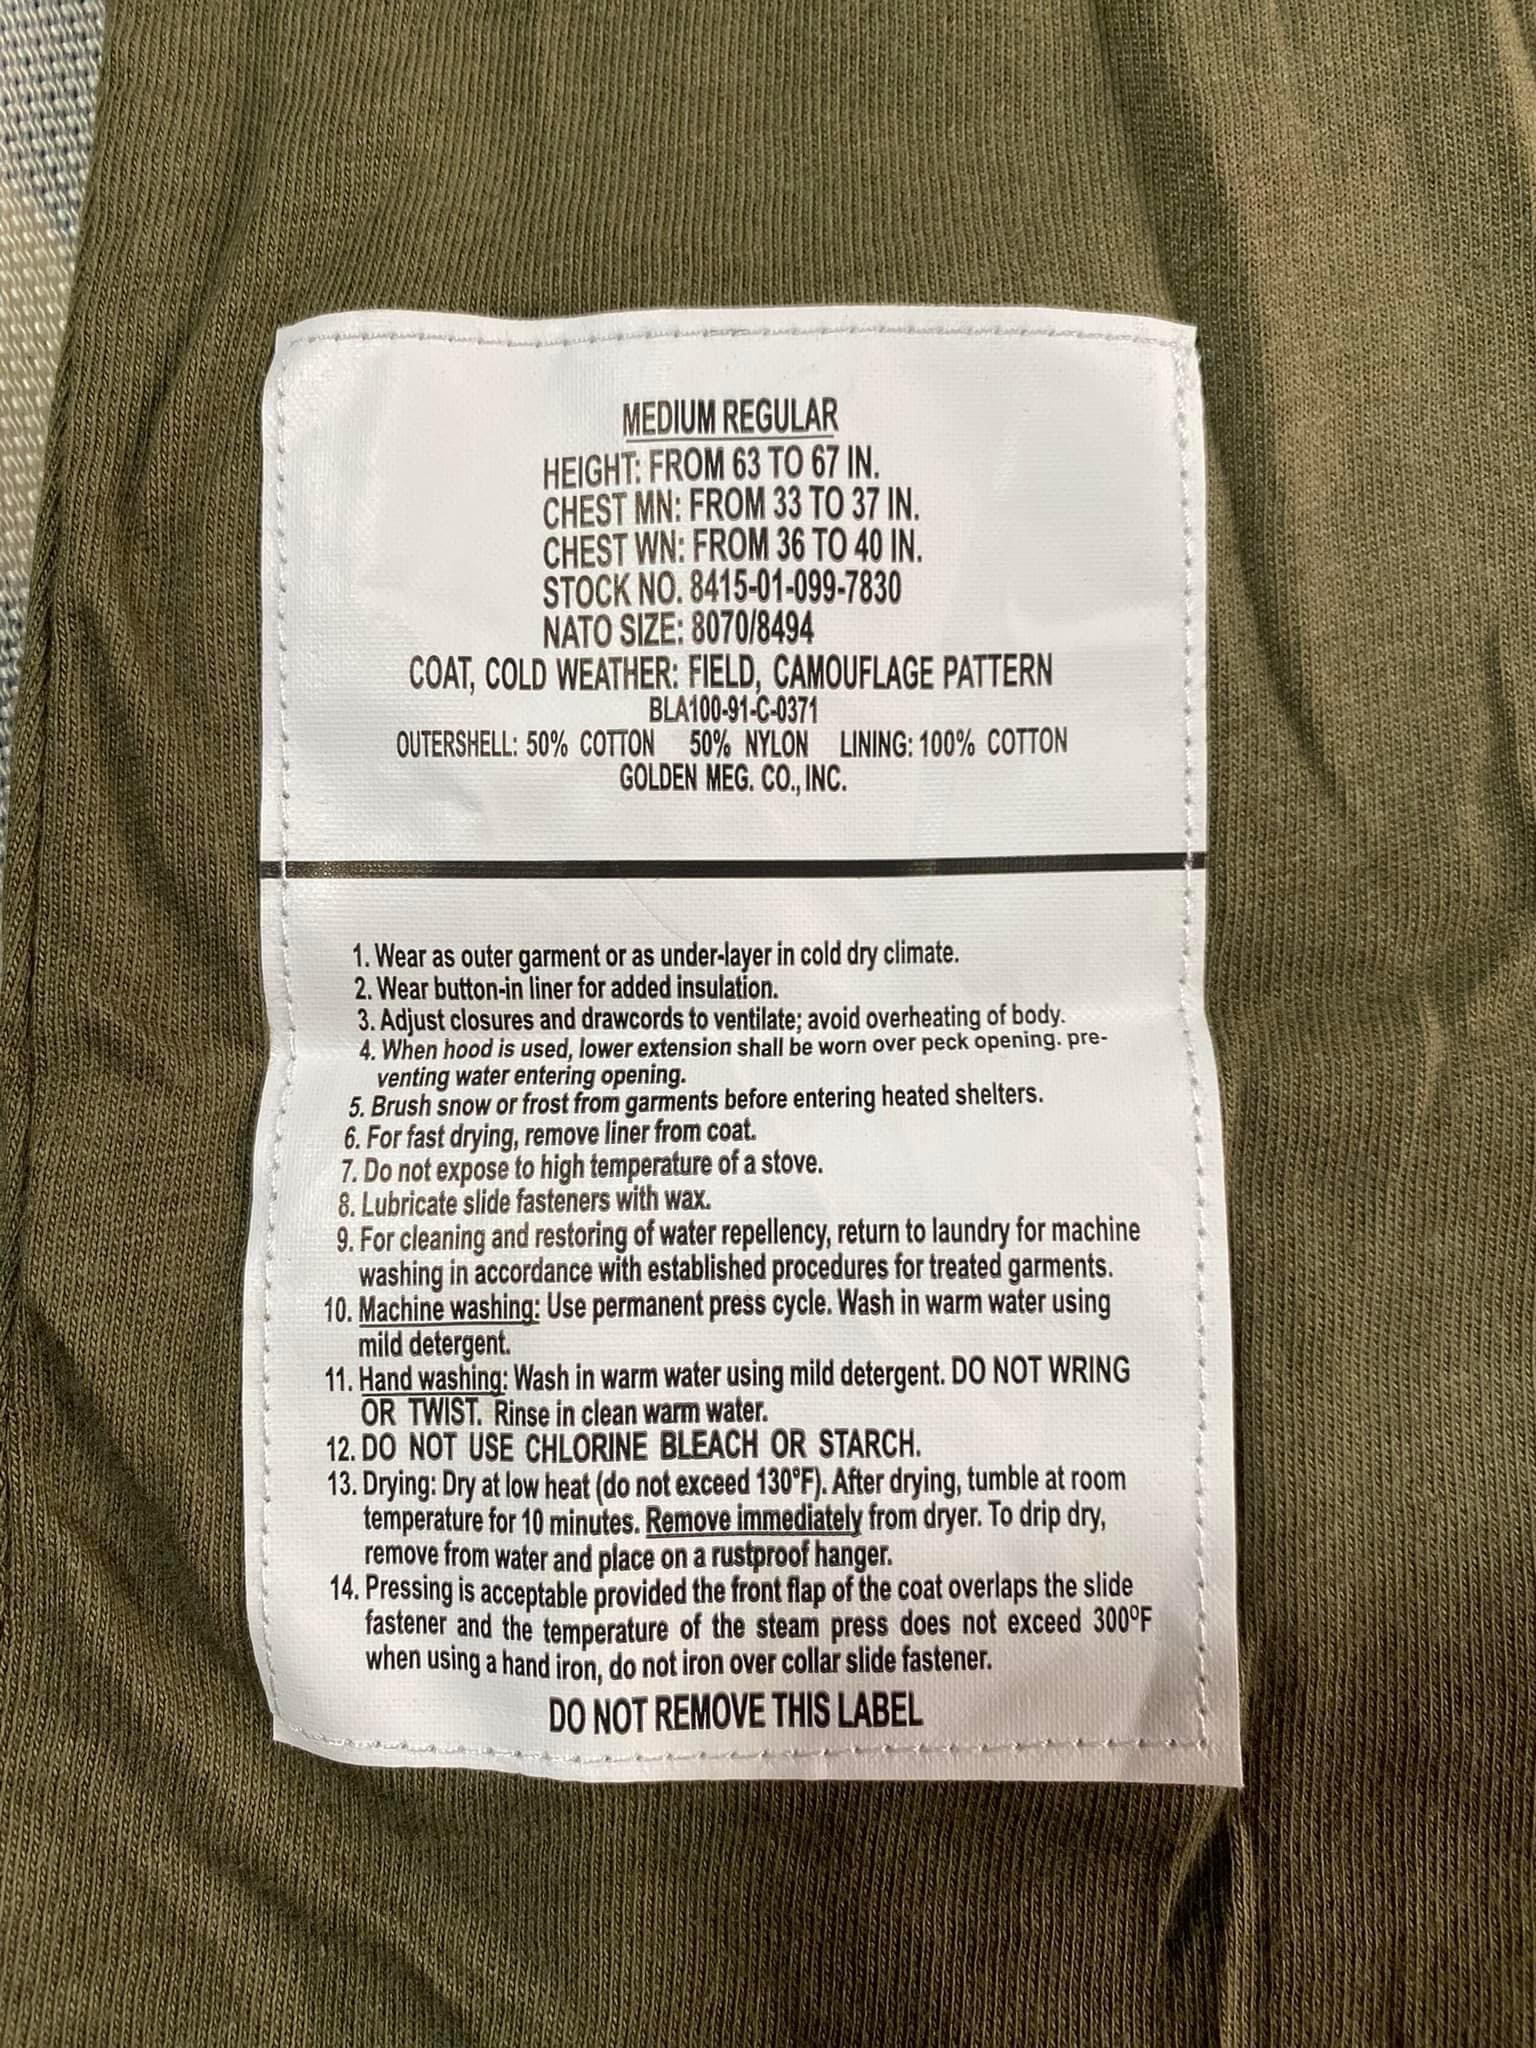 MEDIUM REGULAR
HEIGHT: FROM 63 TO 67 IN.
CHEST MN: FROM 33 TO 37 IN.
CHEST WN: FROM 36 TO 40 IN.
STOCK NO. 8415-01-099-7830
NATO SIZE: 8070/8494
COAT, COLD WEATHER: FIELD, CAMOUFLAGE PATTERN
BLA100-91-C-0371
OUTERSHELL: 50% COTTON 50% NYLON LINING: 100% COTTON
GOLDEN MEG. CO., INC.
1. Wear as outer garment or as under-layer in cold dry climate.
2. Wear button-in liner for added insulation.
3. Adjust closures and drawcords to ventilate; avoid overheating of body.
4. When hood is used, lower extension shall be worn over peck opening. pre-
venting water entering opening.
5. Brush snow or frost from garments before entering heated shelters.
6. For fast drying, remove liner from coat.
7. Do not expose to high temperature of a stove.
8. Lubricate slide fasteners with wax.
9. For cleaning and restoring of water repellency, return to laundry for machine
washing in accordance with established procedures for treated garments.
10. Machine washing: Use permanent press cycle. Wash in warm water using
mild detergent.
11. Hand washing: Wash in warm water using mild detergent. DO NOT WRING
OR TWIST. Rinse in clean warm water.
12. DO NOT USE CHLORINE BLEACH OR STARCH.
13. Drying: Dry at low heat (do not exceed 130ºF). After drying, tumble at room
temperature for 10 minutes. Remove immediately from dryer. To drip dry,
remove from water and place on a rustproof hanger.
14. Pressing is acceptable provided the front flap of the coat overlaps the slide
fastener and the temperature of the steam press does not exceed 300ºF
when using a hand iron, do not iron over collar slide fastener.
DO NOT REMOVE THIS LABEL